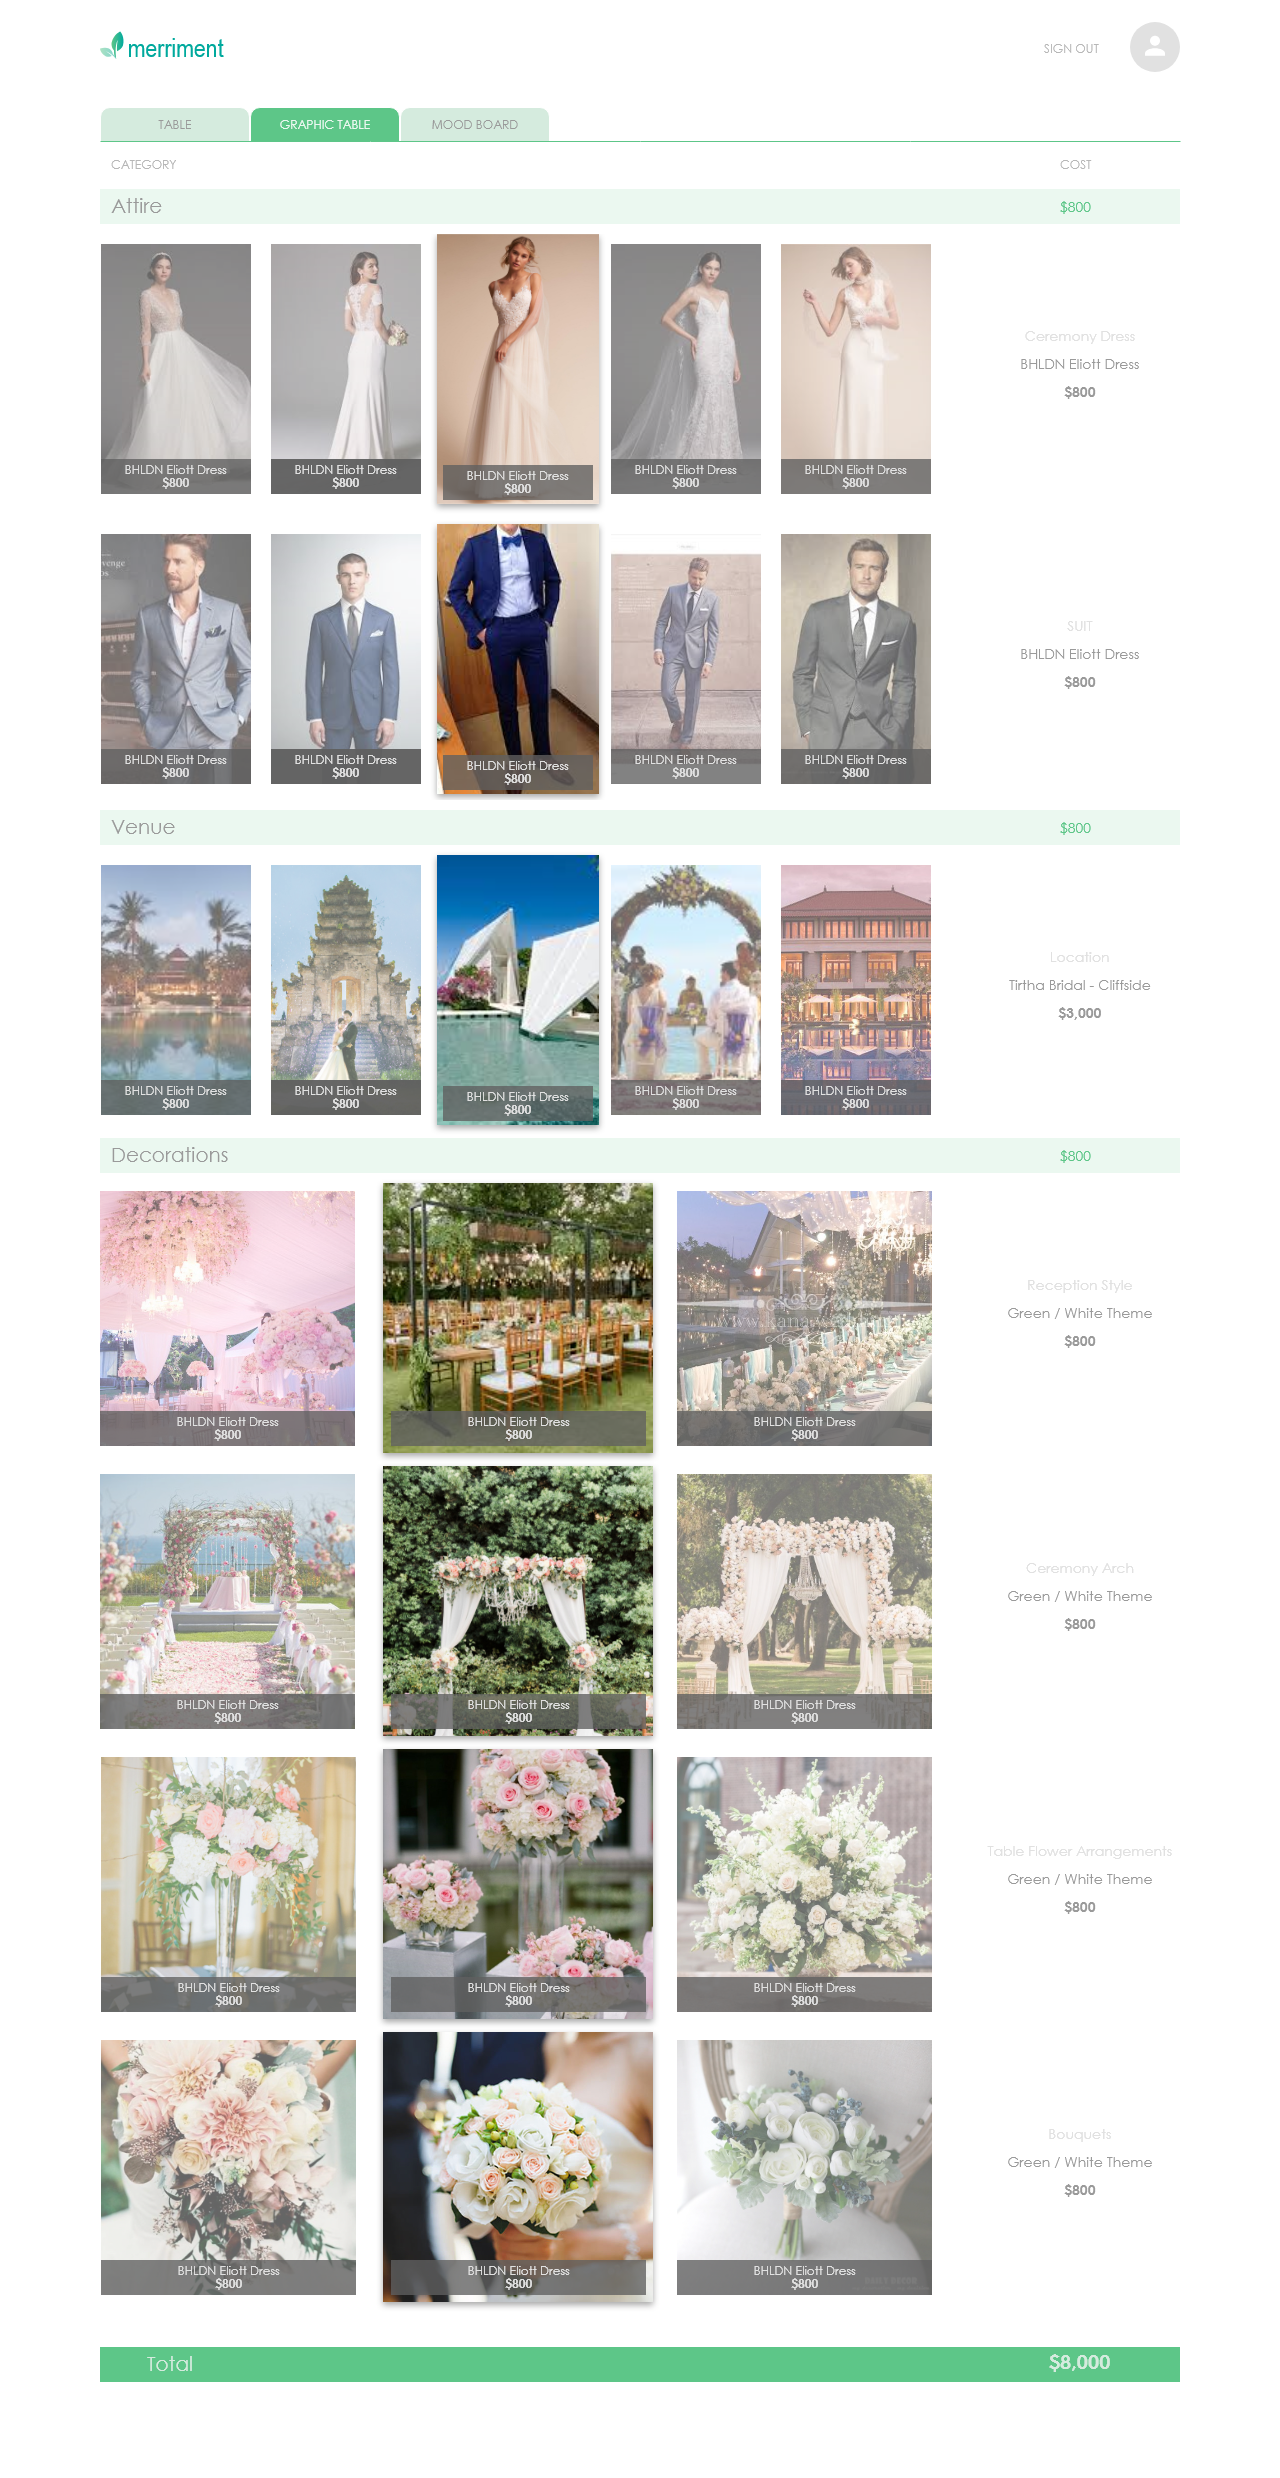 merriment
SIGN OUT
TABLE
GRAPHIC TABLE
MOOD BOARD
CATEGORY
COST
Attire
$800
BHLDN Eliott Dress
$800
BHLDN Eliott Dress
$800
BHLDN Eliott Dress
$800
BHLDN Eliott Dress
$800
BHLDN Eliott Dress
$800
Ceremony Dress
BHLDN Eliott Dress
$800
venge
os
BHLDN Eliott Dress
$800
BHLDN Eliott Dress
$800
BHLDN Eliott Dress
$800
BHLDN Eliott Dress
$800
BHLDN Eliott Dress
$800
SUIT
BHLDN Eliott Dress
$800
Venue
$800
BHLDN Eliott Dress
$800
BHLDN Eliott Dress
$800
BHLDN Eliott Dress
$800
BHLDN Eliott Dress
$800
BHLDN Eliott Dress
$800
Location
Tirtha Bridal - Cliffside
$3,000
Decorations
$800
BHLDN Eliott Dress
$800
BHLDN Eliott Dress
$800
BHLDN Eliott Dress
$800
Reception Style
Green / White Theme
$800
BHLDN Eliott Dress
$800
BHLDN Eliott Dress
$800
BHLDN Eliott Dress
$800
Ceremony Arch
Green / White Theme
$800
BHLDN Eliott Dress
$800
BHLDN Eliott Dress
$800
BHLDN Eliott Dress
$800
Table Flower Arrangements
Green / White Theme
$800
BHLDN Eliott Dress
$800
BHLDN Eliott Dress
$800
BHLDN Eliott Dress
$800
Bouquets
Green / White Theme
$800
Total
$8,000